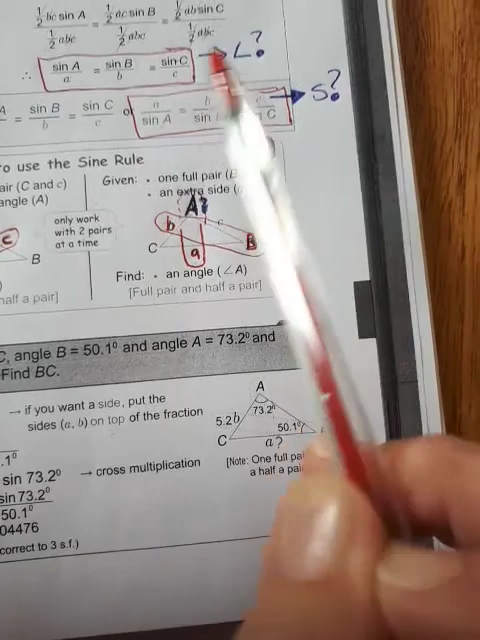 ½bc sin A = ½ac sin B = ½ab sin C
½abc ½abc ½abc
∴ sin A / a = sin B / b = sin C / c → ∠?
A = sin B / b = sin C / c or a / sin A = b / sin C → S?
to use the Sine Rule
air (C and c)
angle (A)
Given: • one full pair (B
• an extra side (
only work
with 2 pairs
at a time
A?
b
c
C
B
a
c
B
Find: • an angle (∠A)
half a pair]
[Full pair and half a pair]
C, angle B = 50.1° and angle A = 73.2° and
Find BC.
→ if you want a side, put the
sides (a, b) on top of the fraction
A
73.2°
5.2 b
50.1°
C
a?
.1°
sin 73.2°
→ cross multiplication
sin 73.2°
50.1°
04476
correct to 3 s.f.)
[Note: One full pai
a half a pai